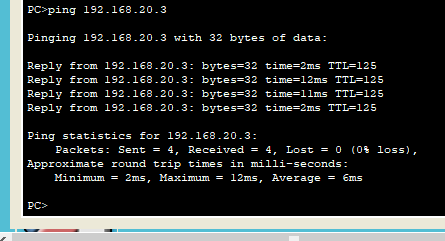 PC>ping 192.168.20.3
Pinging 192.168.20.3 with 32 bytes of data:
Reply from 192.168.20.3: bytes=32 time=2ms TTL=125
Reply from 192.168.20.3: bytes=32 time=12ms TTL=125
Reply from 192.168.20.3: bytes=32 time=11ms TTL=125
Reply from 192.168.20.3: bytes=32 time=2ms TTL=125
Ping statistics for 192.168.20.3:
Packets: Sent = 4, Received = 4, Lost = 0 (0% loss),
Approximate round trip times in milli-seconds:
Minimum = 2ms, Maximum = 12ms, Average = 6ms
PC>